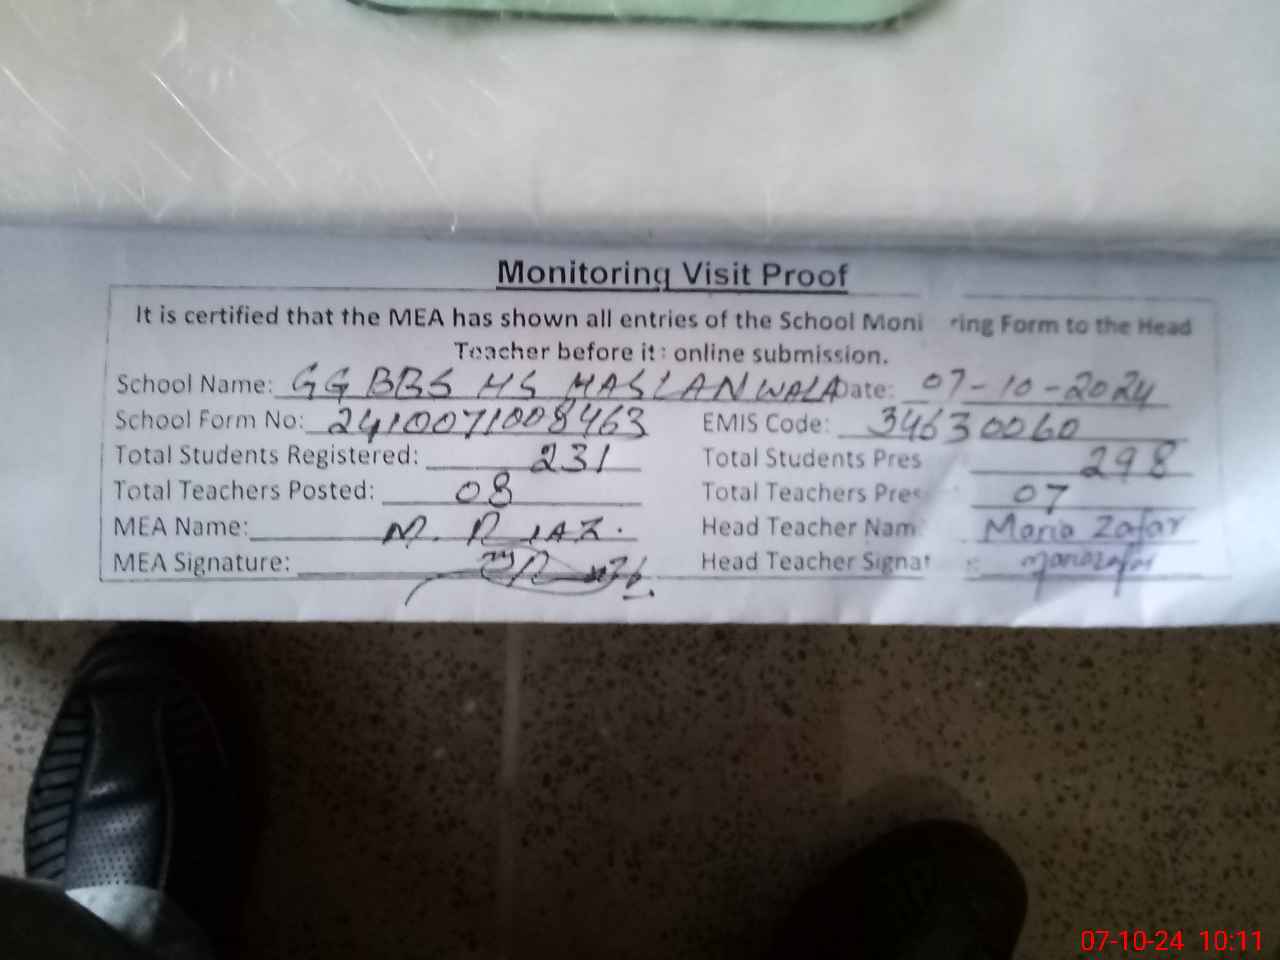 Monitoring Visit Proof
It is certified that the MEA has shown all entries of the School Moni ring Form to the Head
Teacher before it: online submission.
School Name: GGBBS HS MASLANWALA Date: 07-10-2024
School Form No: 2410071008463 EMIS Code: 34630060
Total Students Registered: 231 Total Students Pres 298
Total Teachers Posted: 08 Total Teachers Pres 07
MEA Name: M. RIAZ. Head Teacher Nam Maria Zafar
MEA Signature: Head Teacher Signat : mariazafar
07-10-24 10:11